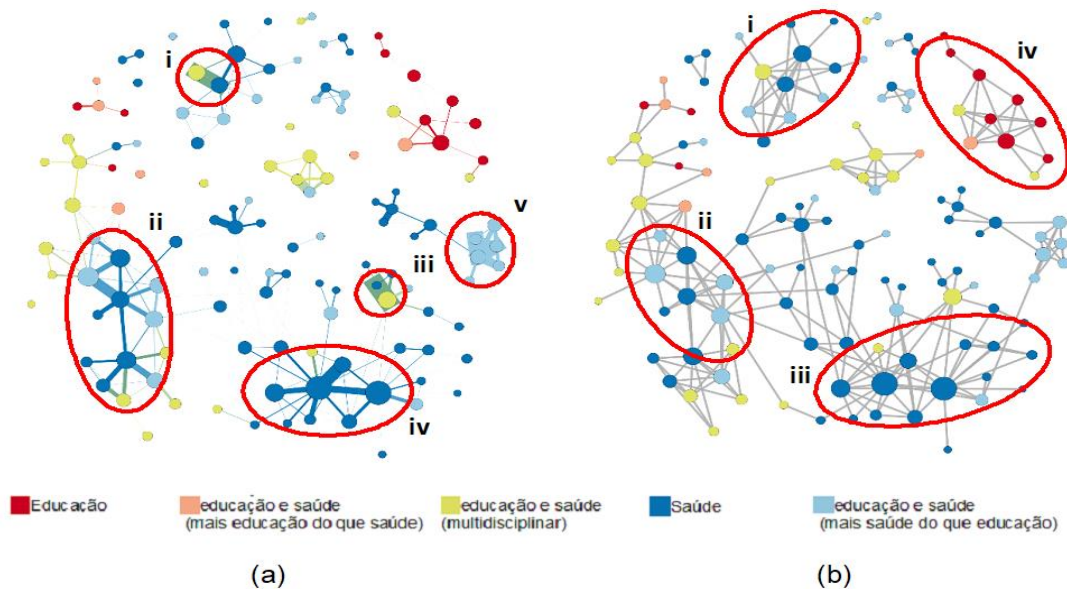 i
ii
iii
iv
v
i
ii
iii
iv
Educação
educação e saúde
(mais educação do que saúde)
educação e saúde
(multidisciplinar)
Saúde
educação e saúde
(mais saúde do que educação)
(a)
(b)